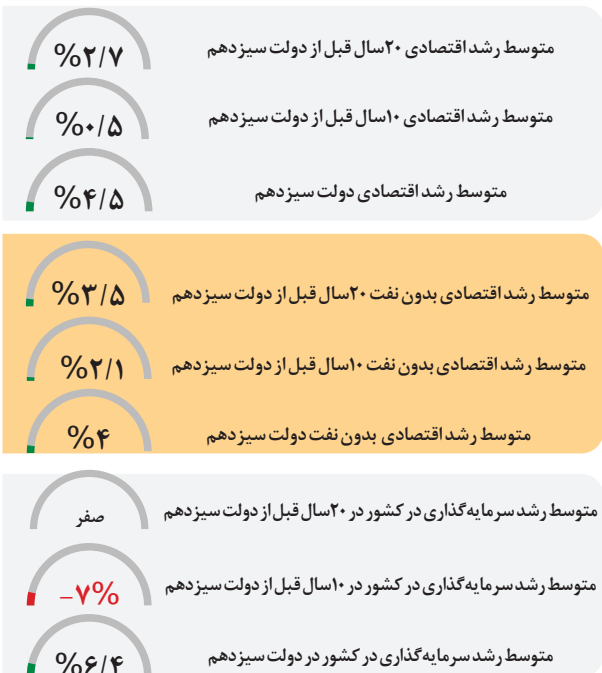 متوسط رشد اقتصادی ۲۰سال قبل از دولت سیزدهم %۲/۷
متوسط رشد اقتصادی ۱۰سال قبل از دولت سیزدهم %۰/۵
متوسط رشد اقتصادی دولت سیزدهم %۴/۵
متوسط رشد اقتصادی بدون نفت ۲۰سال قبل از دولت سیزدهم %۳/۵
متوسط رشد اقتصادی بدون نفت ۱۰سال قبل از دولت سیزدهم %۲/۱
متوسط رشد اقتصادی بدون نفت دولت سیزدهم %۴
متوسط رشد سرمایه‌گذاری در کشور در ۲۰سال قبل از دولت سیزدهم صفر
متوسط رشد سرمایه‌گذاری در کشور در ۱۰سال قبل از دولت سیزدهم -۷%
متوسط رشد سرمایه‌گذاری در کشور در دولت سیزدهم %۶/۴